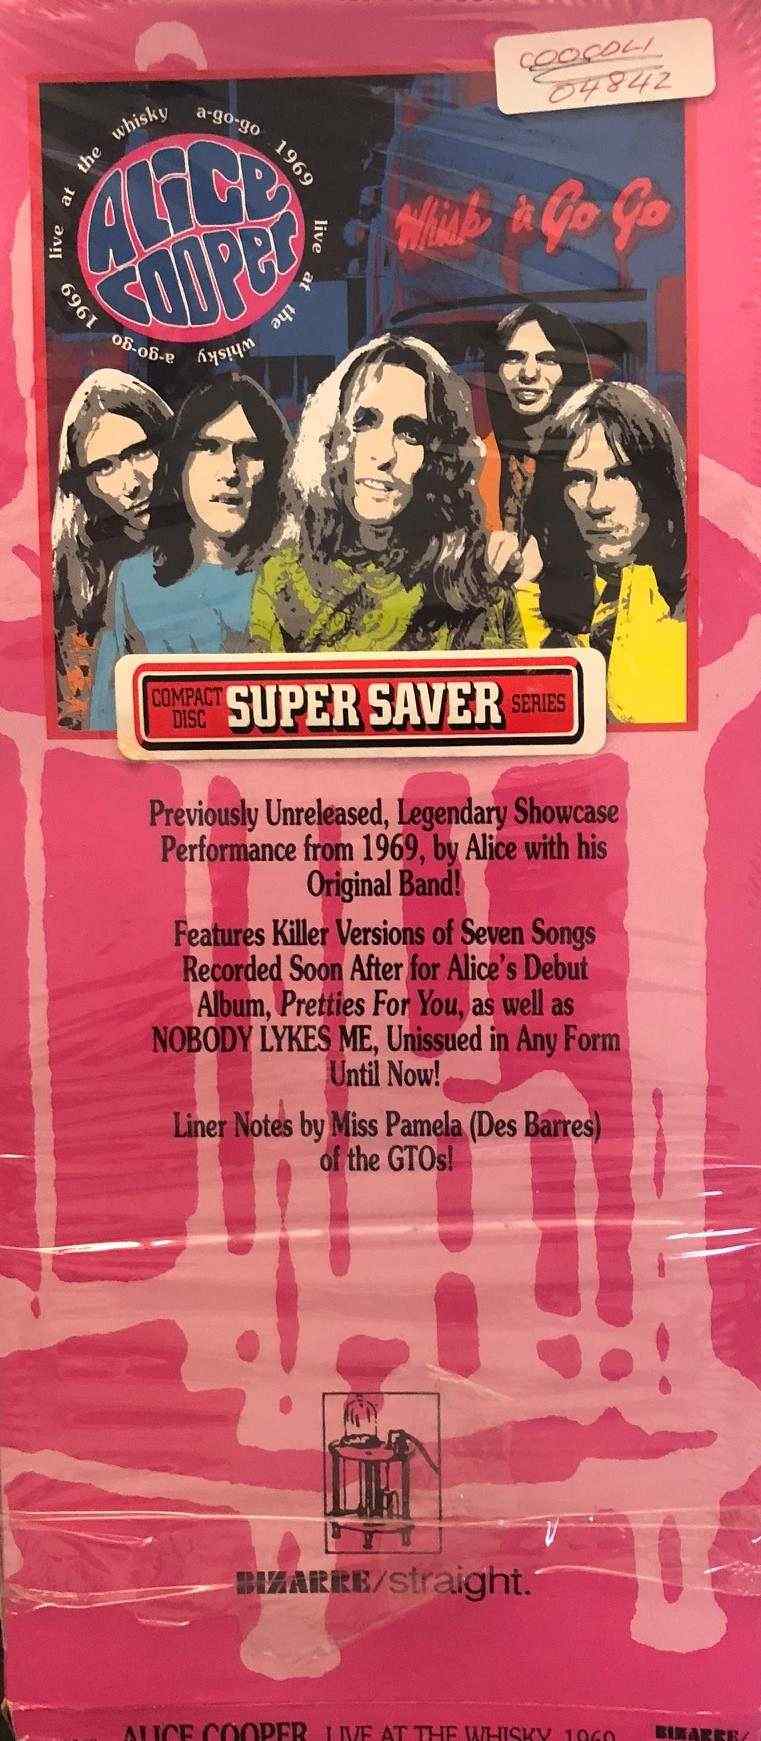 COOCDLI
04842
live at the whisky a-go-go 1969 live at the whisky a-go-go 1969
ALICE
COOPER
Whisk à Go Go
COMPACT
DISC
SUPER SAVER
SERIES
Previously Unreleased, Legendary Showcase
Performance from 1969, by Alice with his
Original Band!
Features Killer Versions of Seven Songs
Recorded Soon After for Alice's Debut
Album, Pretties For You, as well as
NOBODY LYKES ME, Unissued in Any Form
Until Now!
Liner Notes by Miss Pamela (Des Barres)
of the GTOs!
BIZARRE/straight.
ALICE COOPER LIVE AT THE WHISKY, 1969 BIZARRE/